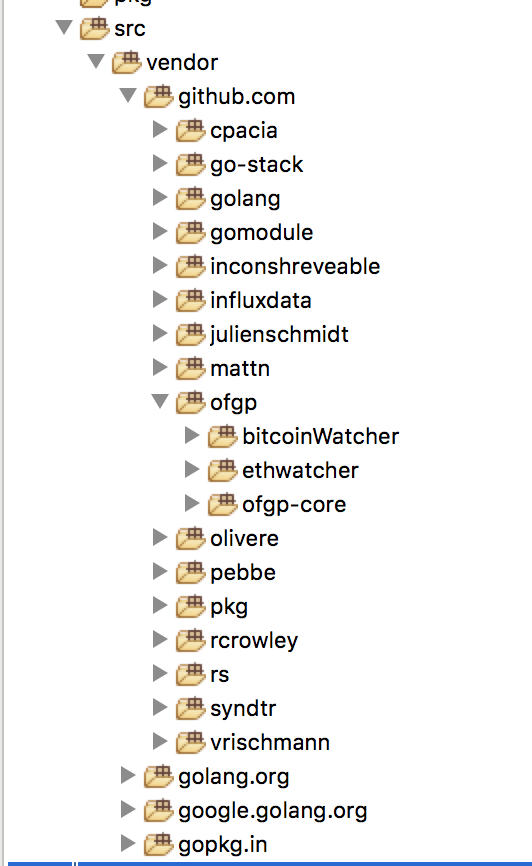 pkg
src
vendor
github.com
cpacia
go-stack
golang
gomodule
inconshreveable
influxdata
julienschmidt
mattn
ofgp
bitcoinWatcher
ethwatcher
ofgp-core
olivere
pebbe
pkg
rcrowley
rs
syndtr
vrischmann
golang.org
google.golang.org
gopkg.in